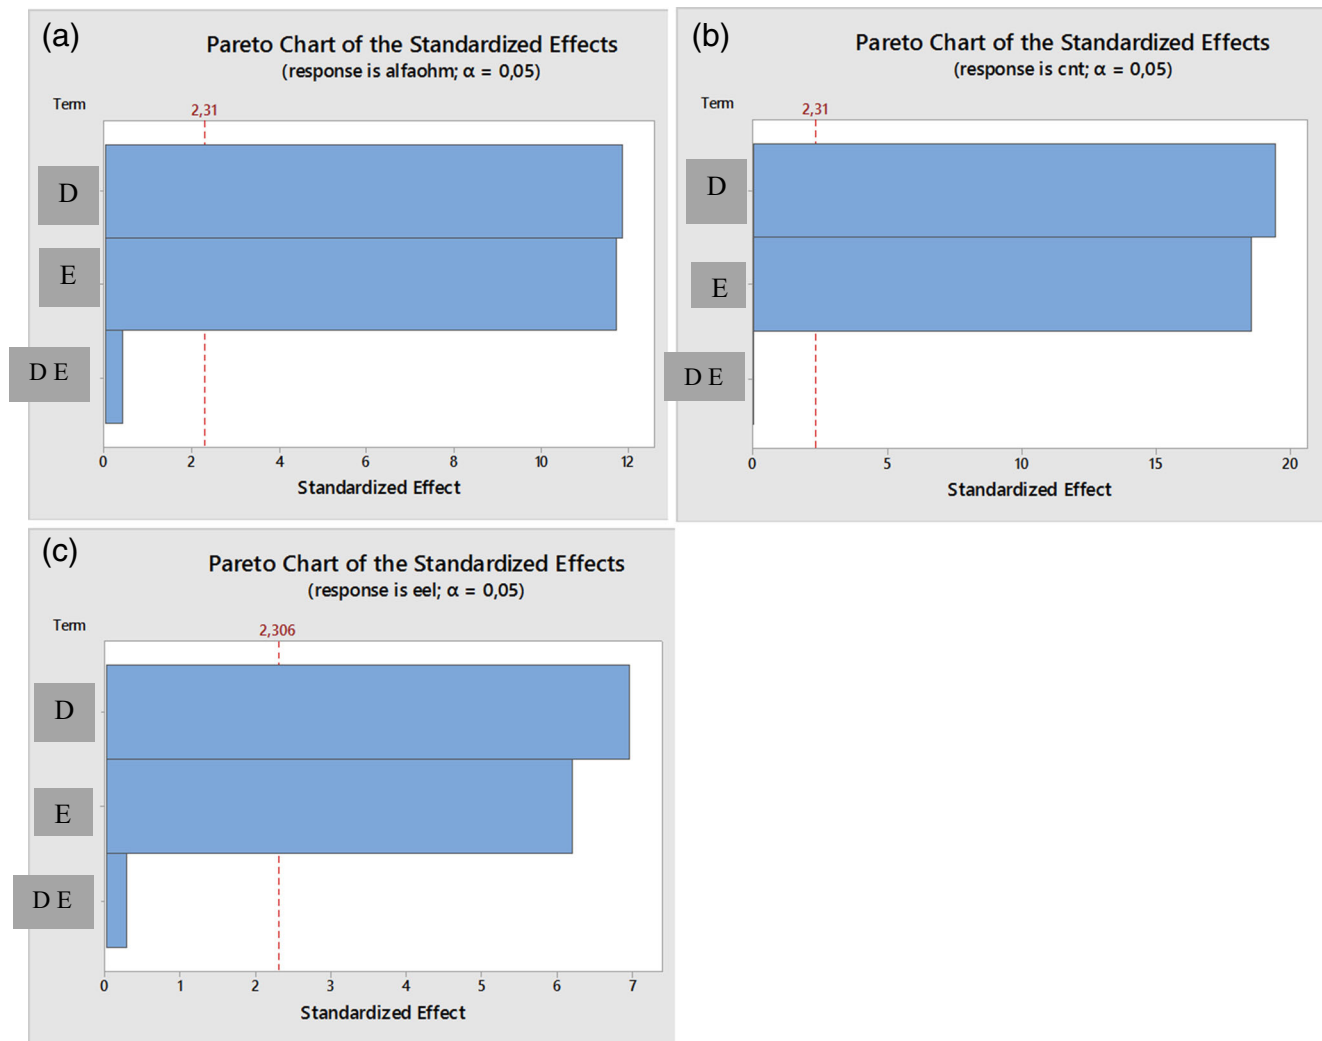 (a)
Pareto Chart of the Standardized Effects
(response is alfaohm; α = 0,05)
Term
2,31
D
E
D E
0 2 4 6 8 10 12
Standardized Effect
(b)
Pareto Chart of the Standardized Effects
(response is cnt; α = 0,05)
Term
2,31
D
E
D E
0 5 10 15 20
Standardized Effect
(c)
Pareto Chart of the Standardized Effects
(response is eel; α = 0,05)
Term
2,306
D
E
D E
0 1 2 3 4 5 6 7
Standardized Effect